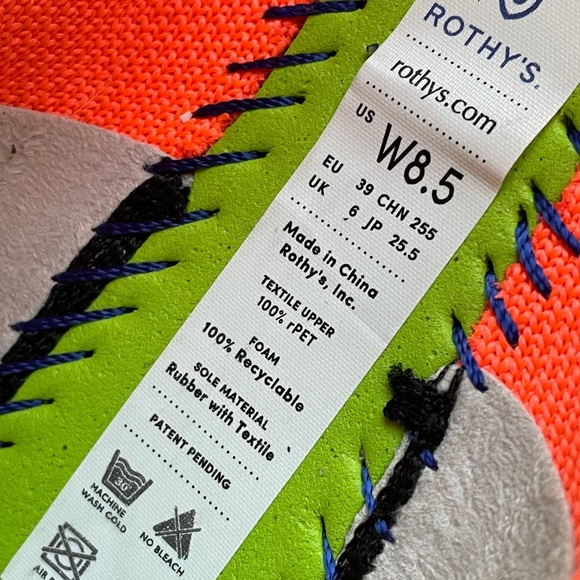 ROTHY'S.
rothys.com
US W8.5
EU 39 CHN 255
UK 6 JP 25.5
Made in China
Rothy's, Inc.
TEXTILE UPPER
100% rPET
FOAM
100% Recyclable
SOLE MATERIAL
Rubber with Textile
PATENT PENDING
30°
MACHINE
WASH COLD
NO BLEACH
AIR